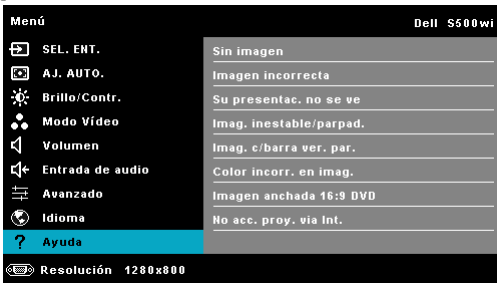 Menú
Dell S500wi
SEL. ENT.
AJ. AUTO.
Brillo/Contr.
Modo Vídeo
Volumen
Entrada de audio
Avanzado
Idioma
? Ayuda
Sin imagen
Imagen incorrecta
Su presentac. no se ve
Imag. inestable/parpad.
Imag. c/barra ver. par.
Color incorr. en imag.
Imagen anchada 16:9 DVD
No acc. proy. via Int.
Resolución 1280x800